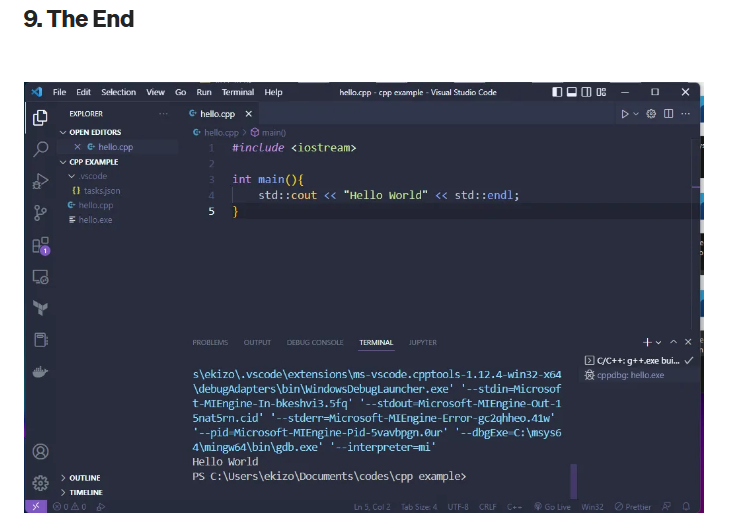 9. The End
File Edit Selection View Go Run Terminal Help
hello.cpp - cpp example - Visual Studio Code
EXPLORER
OPEN EDITORS
hello.cpp
CPP EXAMPLE
.vscode
tasks.json
hello.cpp
hello.exe
OUTLINE
TIMELINE
hello.cpp
hello.cpp > main()
1 #include <iostream>
2
3 int main(){
4 std::cout << "Hello World" << std::endl;
5 }
PROBLEMS OUTPUT DEBUG CONSOLE TERMINAL JUPYTER
s\ekizo\.vscode\extensions\ms-vscode.cpptools-1.12.4-win32-x64
\debugAdapters\bin\WindowsDebugLauncher.exe' '--stdin=Microsof
t-MIEngine-In-bkeshvi3.5fq' '--stdout=Microsoft-MIEngine-Out-1
5nat5rn.cid' '--stderr=Microsoft-MIEngine-Error-gc2qhheo.41w'
'--pid=Microsoft-MIEngine-Pid-5vavbpgn.0ur' '--dbgExe=C:\msys6
4\mingw64\bin\gdb.exe' '--interpreter=mi'
Hello World
PS C:\Users\ekizo\Documents\codes\cpp example>
C/C++: g++.exe bui...
cppdbg: hello.exe
1
0 0 Ln 5, Col 2 Tab Size: 4 UTF-8 CRLF C++ Go Live Win32 Prettier